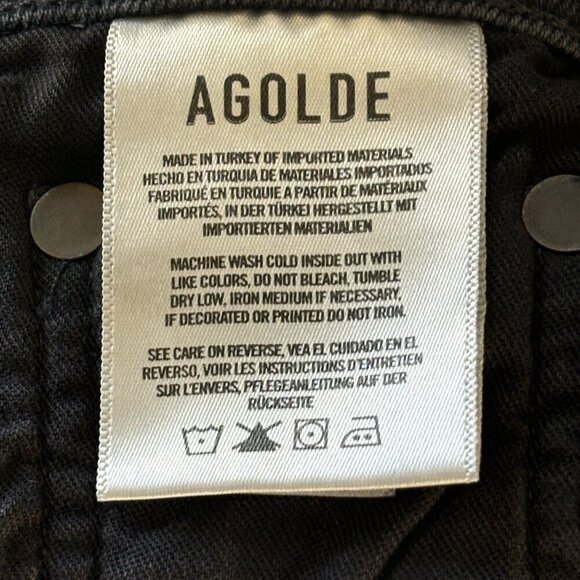 AGOLDE
MADE IN TURKEY OF IMPORTED MATERIALS
HECHO EN TURQUIA DE MATERIALES IMPORTADOS
FABRIQUÉ EN TURQUIE A PARTIR DE MATÉRIAUX
IMPORTÉS, IN DER TÜRKEI HERGESTELLT MIT
IMPORTIERTEN MATERIALIEN
MACHINE WASH COLD INSIDE OUT WITH
LIKE COLORS, DO NOT BLEACH, TUMBLE
DRY LOW, IRON MEDIUM IF NECESSARY,
IF DECORATED OR PRINTED DO NOT IRON.
SEE CARE ON REVERSE, VEA EL CUIDADO EN EL
REVERSO, VOIR LES INSTRUCTIONS D'ENTRETIEN
SUR L'ENVERS, PFLEGEANLEITUNG AUF DER
RÜCKSEITE